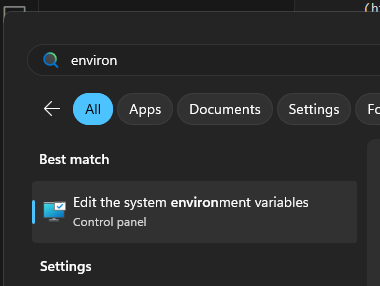 environ
All Apps Documents Settings Fo
Best match
Edit the system environment variables
Control panel
Settings